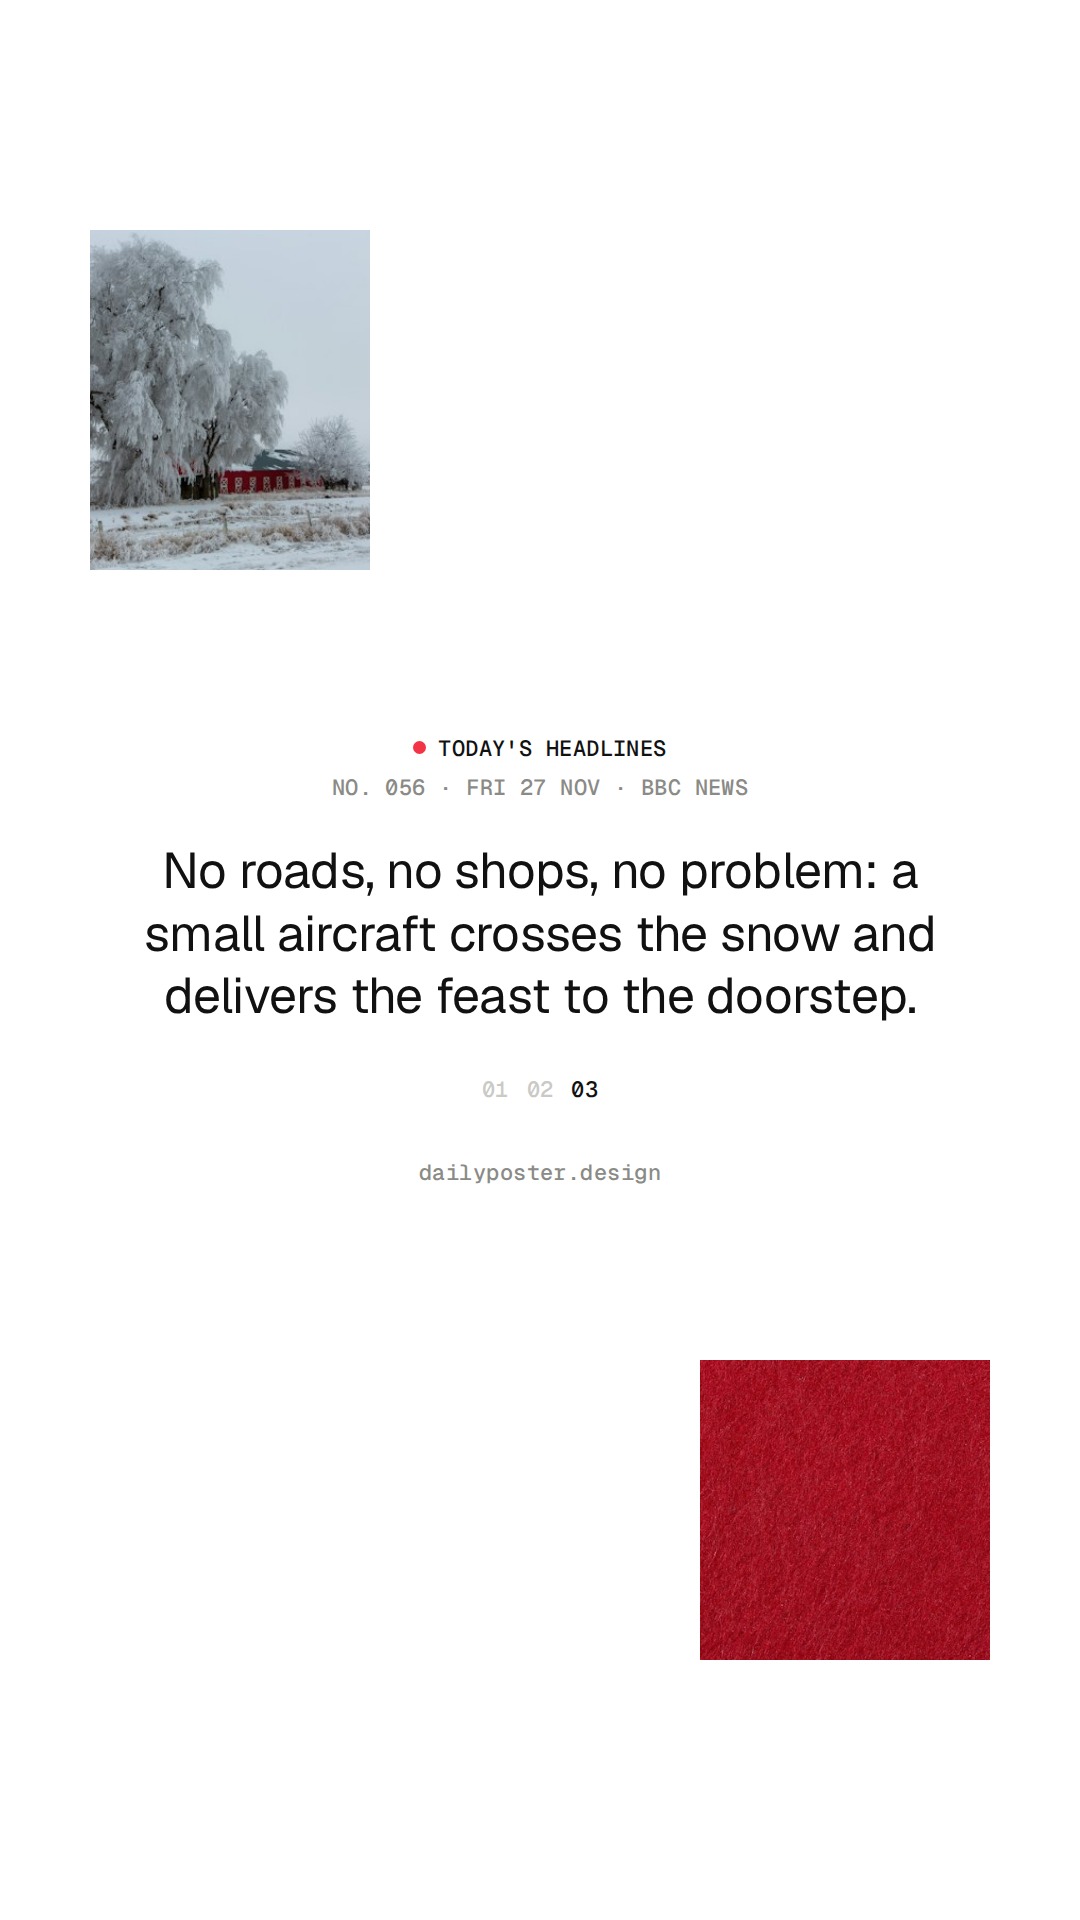 TODAY'S HEADLINES
NO. 056 · FRI 27 NOV · BBC NEWS
No roads, no shops, no problem: a
small aircraft crosses the snow and
delivers the feast to the doorstep.
01 02 03
dailyposter.design